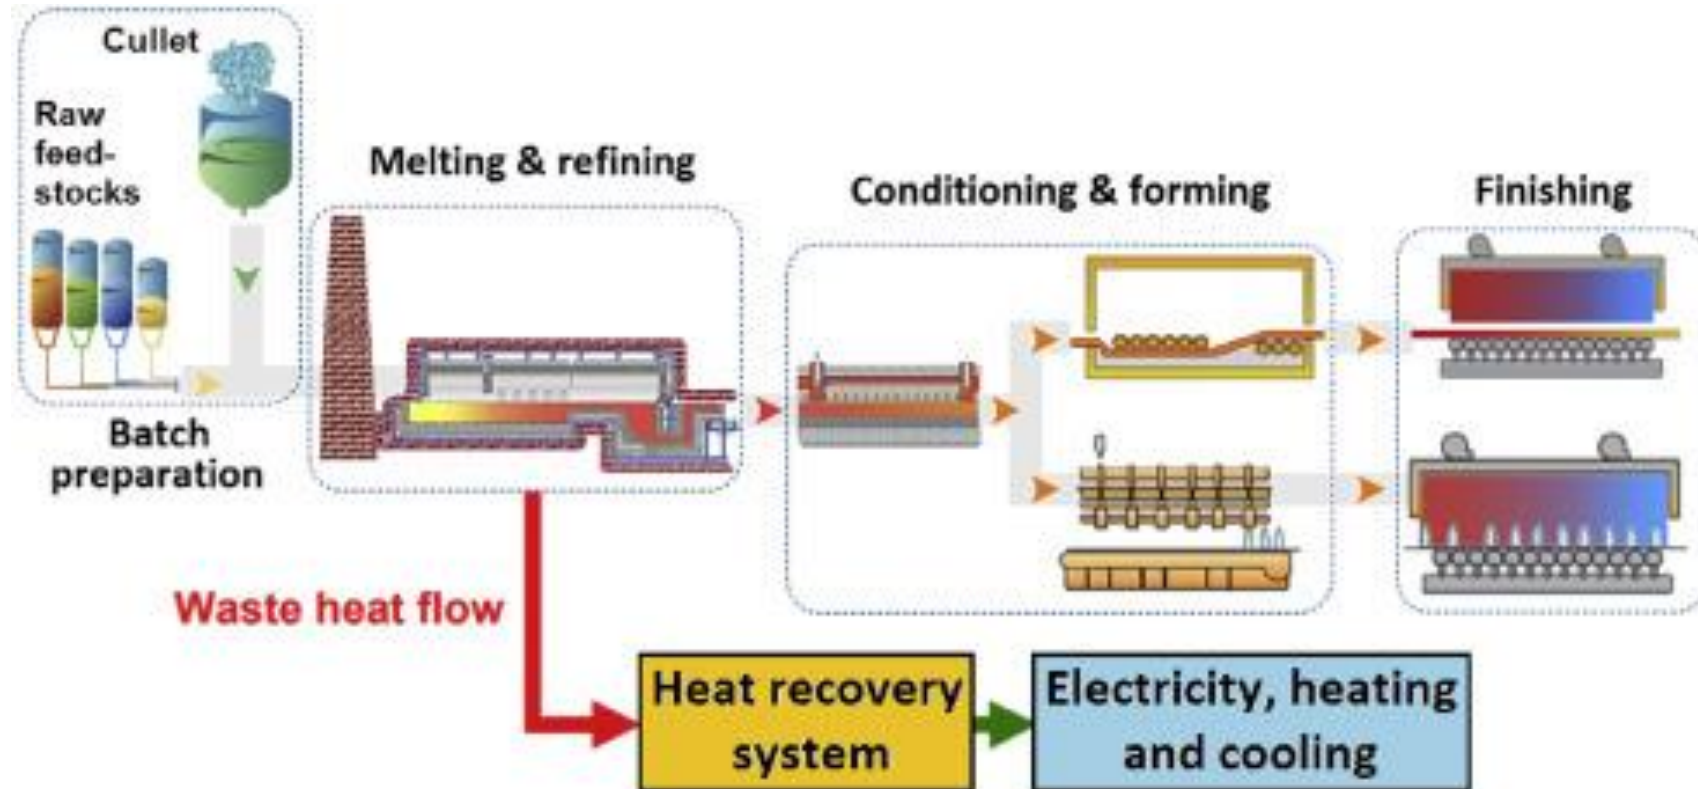 Cullet
Raw
feed-
stocks
Batch
preparation
Melting & refining
Conditioning & forming
Finishing
Waste heat flow
Heat recovery
system
Electricity, heating
and cooling